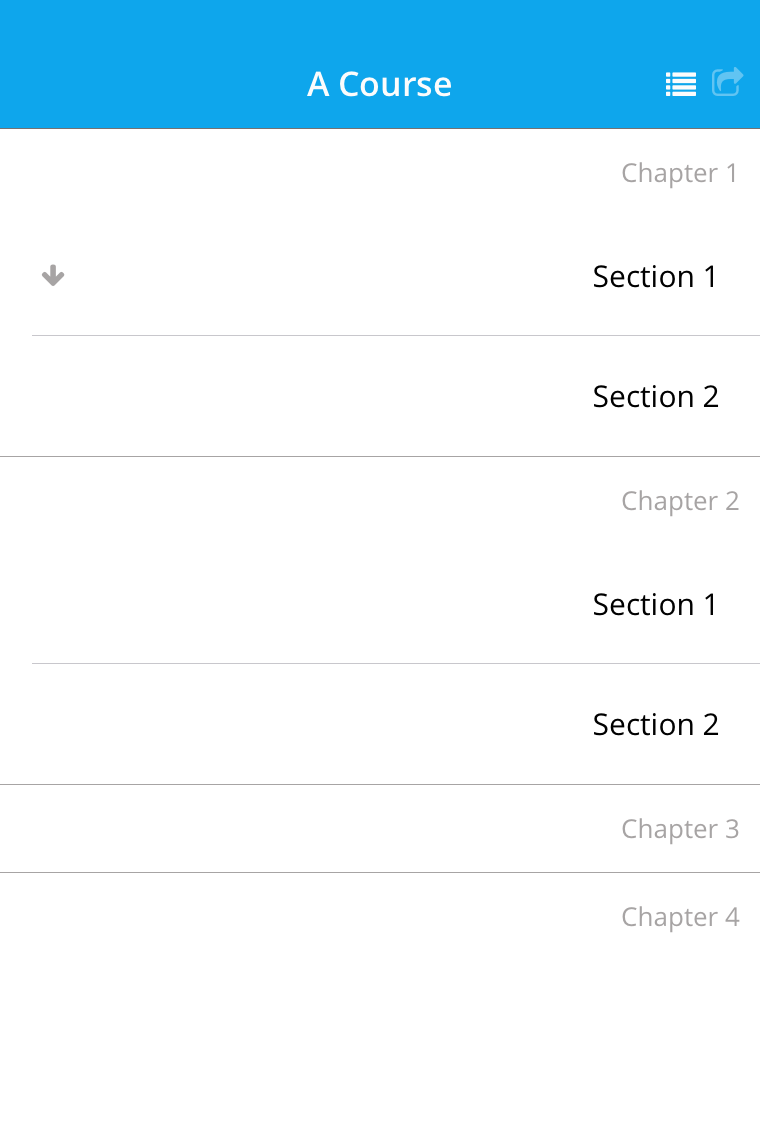 A Course
Chapter 1
Section 1
Section 2
Chapter 2
Section 1
Section 2
Chapter 3
Chapter 4